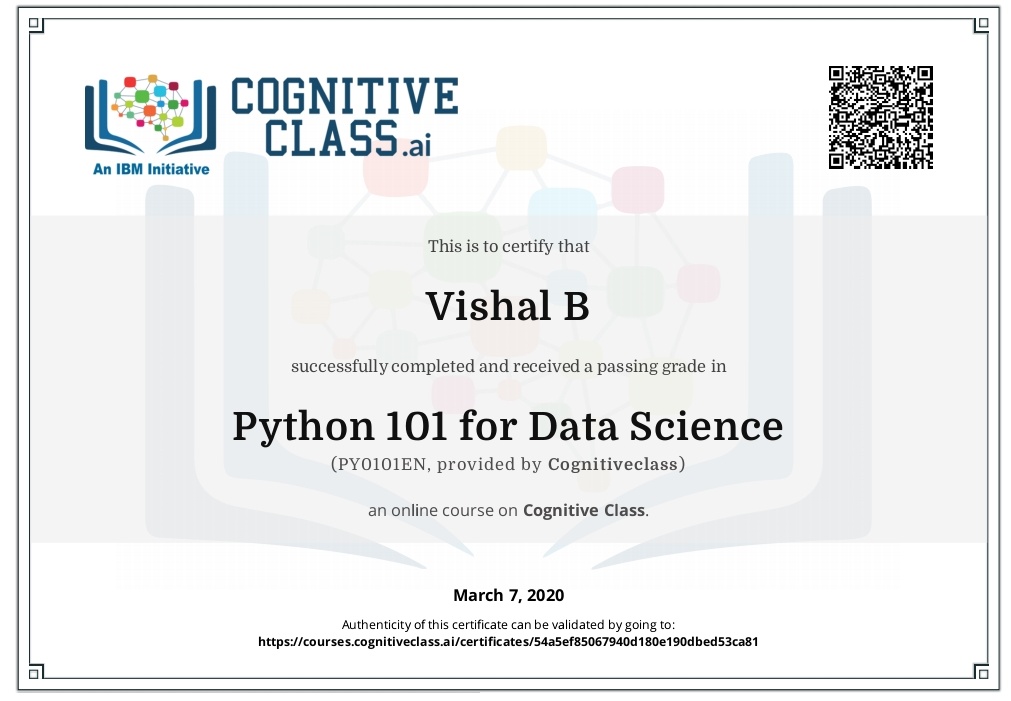 COGNITIVE
CLASS.ai
An IBM Initiative
This is to certify that
Vishal B
successfully completed and received a passing grade in
Python 101 for Data Science
(PY0101EN, provided by Cognitiveclass)
an online course on Cognitive Class.
March 7, 2020
Authenticity of this certificate can be validated by going to:
https://courses.cognitiveclass.ai/certificates/54a5ef85067940d180e190dbed53ca81